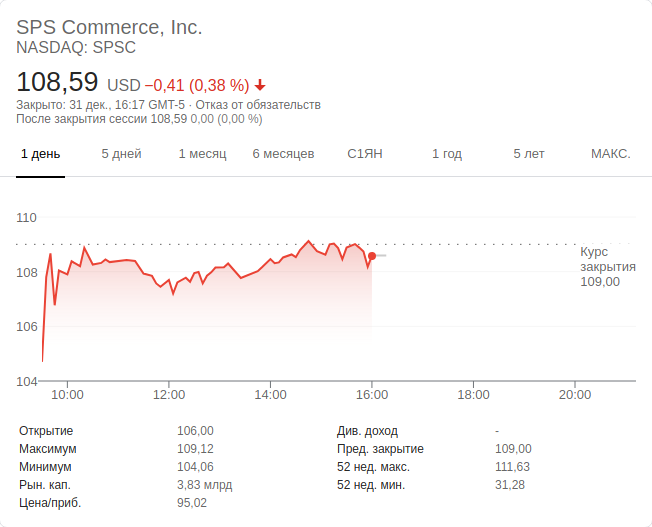 SPS Commerce, Inc.
NASDAQ: SPSC
108,59 USD −0,41 (0,38 %)
Закрыто: 31 дек., 16:17 GMT-5 · Отказ от обязательств
После закрытия сессии 108,59 0,00 (0,00 %)
1 день 5 дней 1 месяц 6 месяцев С1ЯН 1 год 5 лет МАКС.
110
Курс
закрытия
109,00
108
106
104
10:00 12:00 14:00 16:00 18:00 20:00
Открытие 106,00 Див. доход -
Максимум 109,12 Пред. закрытие 109,00
Минимум 104,06 52 нед. макс. 111,63
Рын. кап. 3,83 млрд 52 нед. мин. 31,28
Цена/приб. 95,02